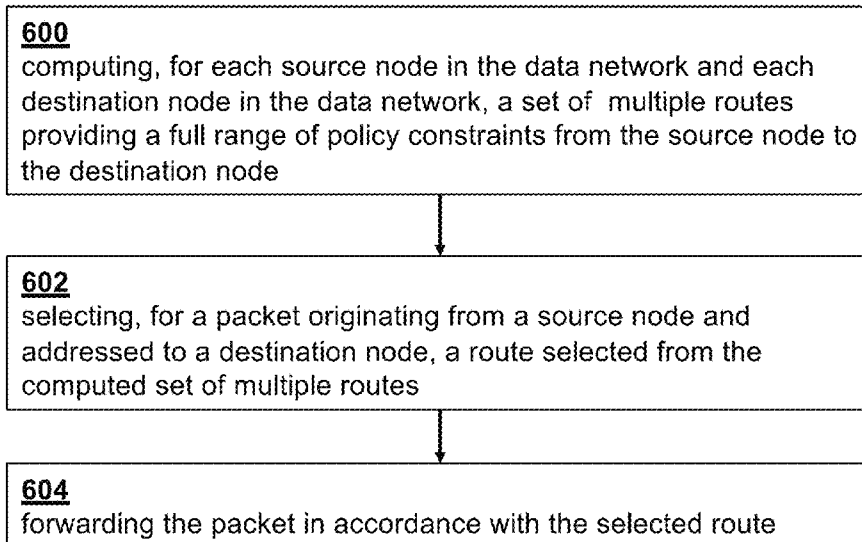 600
computing, for each source node in the data network and each
destination node in the data network, a set of multiple routes
providing a full range of policy constraints from the source node to
the destination node
602
selecting, for a packet originating from a source node and
addressed to a destination node, a route selected from the
computed set of multiple routes
604
forwarding the packet in accordance with the selected route